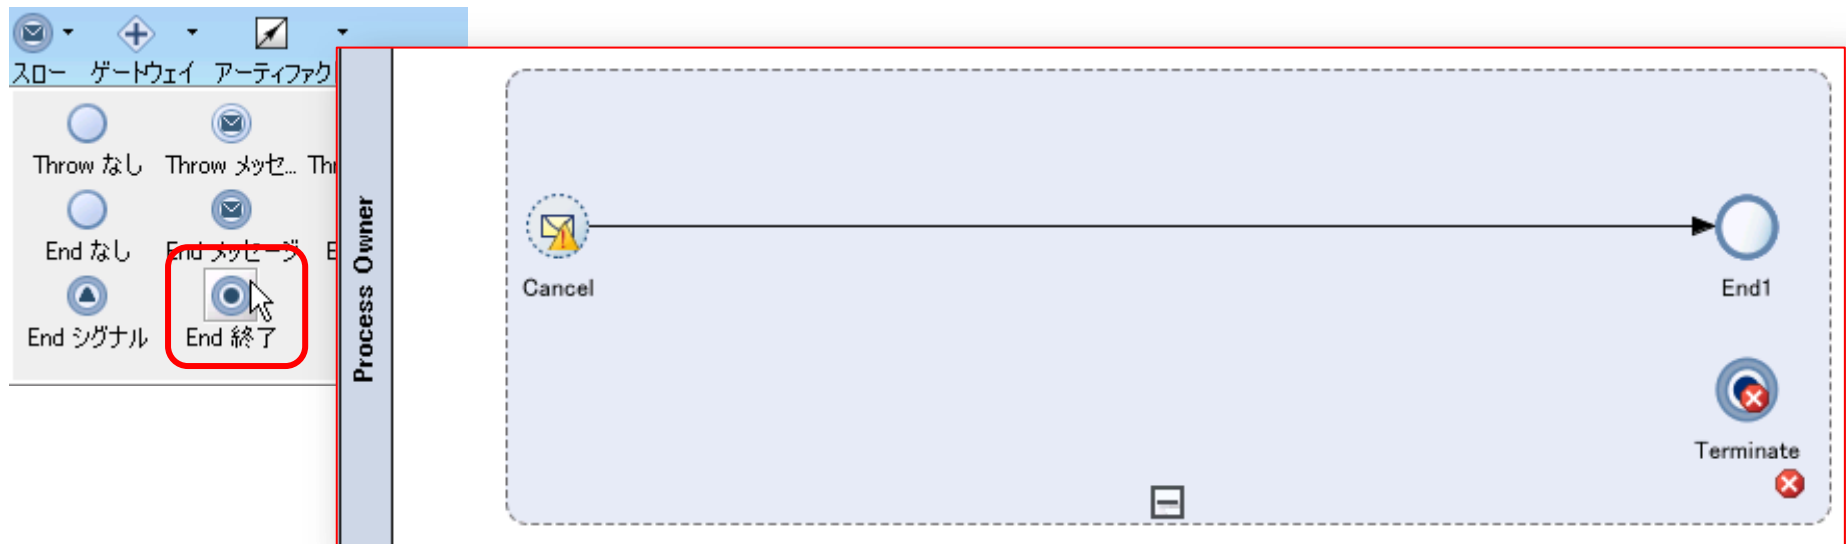 スロー ゲートウェイ アーティファク
Throw なし Throw メッセ... Thr
End なし End メッセージ E
End シグナル End 終了
Process Owner
Cancel
End1
Terminate